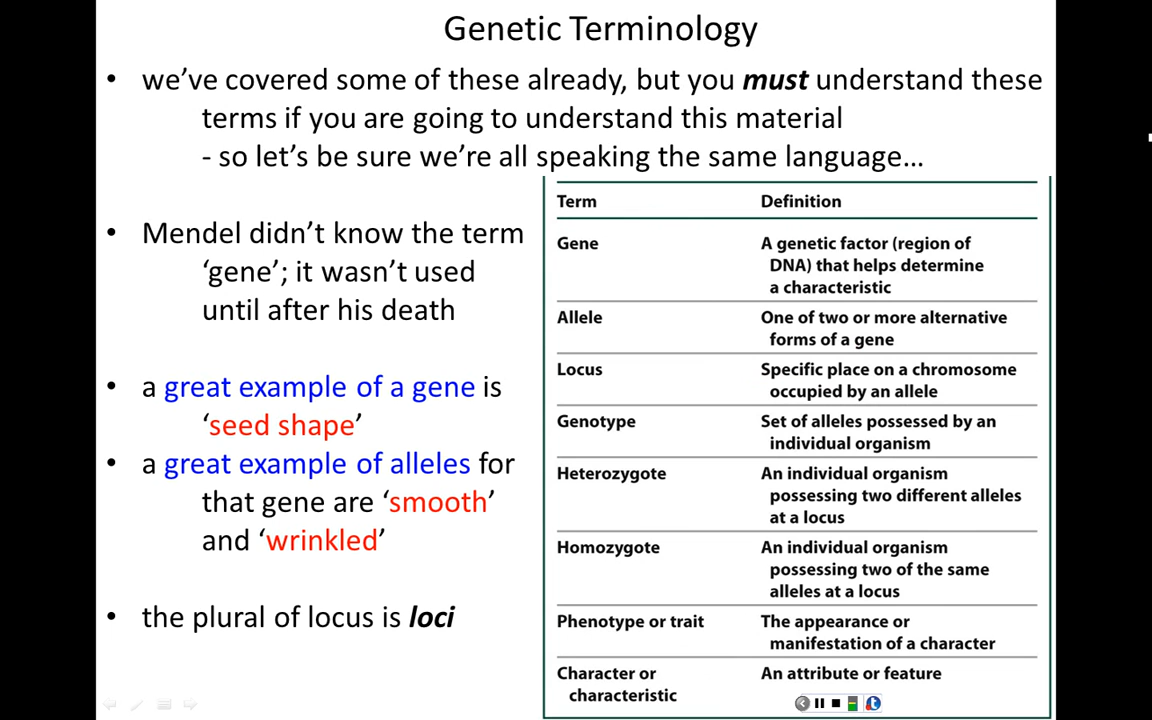 Genetic Terminology
• we've covered some of these already, but you must understand these
terms if you are going to understand this material
- so let's be sure we're all speaking the same language…
• Mendel didn't know the term
'gene'; it wasn't used
until after his death
• a great example of a gene is
'seed shape'
• a great example of alleles for
that gene are 'smooth'
and 'wrinkled'
• the plural of locus is loci
Term Definition
Gene A genetic factor (region of
DNA) that helps determine
a characteristic
Allele One of two or more alternative
forms of a gene
Locus Specific place on a chromosome
occupied by an allele
Genotype Set of alleles possessed by an
individual organism
Heterozygote An individual organism
possessing two different alleles
at a locus
Homozygote An individual organism
possessing two of the same
alleles at a locus
Phenotype or trait The appearance or
manifestation of a character
Character or An attribute or feature
characteristic